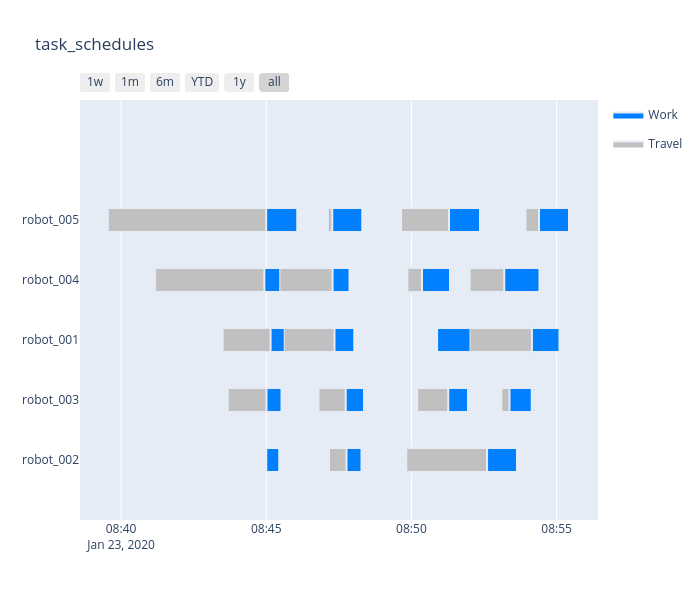 task_schedules
1w 1m 6m YTD 1y all
Work
Travel
robot_005
robot_004
robot_001
robot_003
robot_002
08:40 08:45 08:50 08:55
Jan 23, 2020